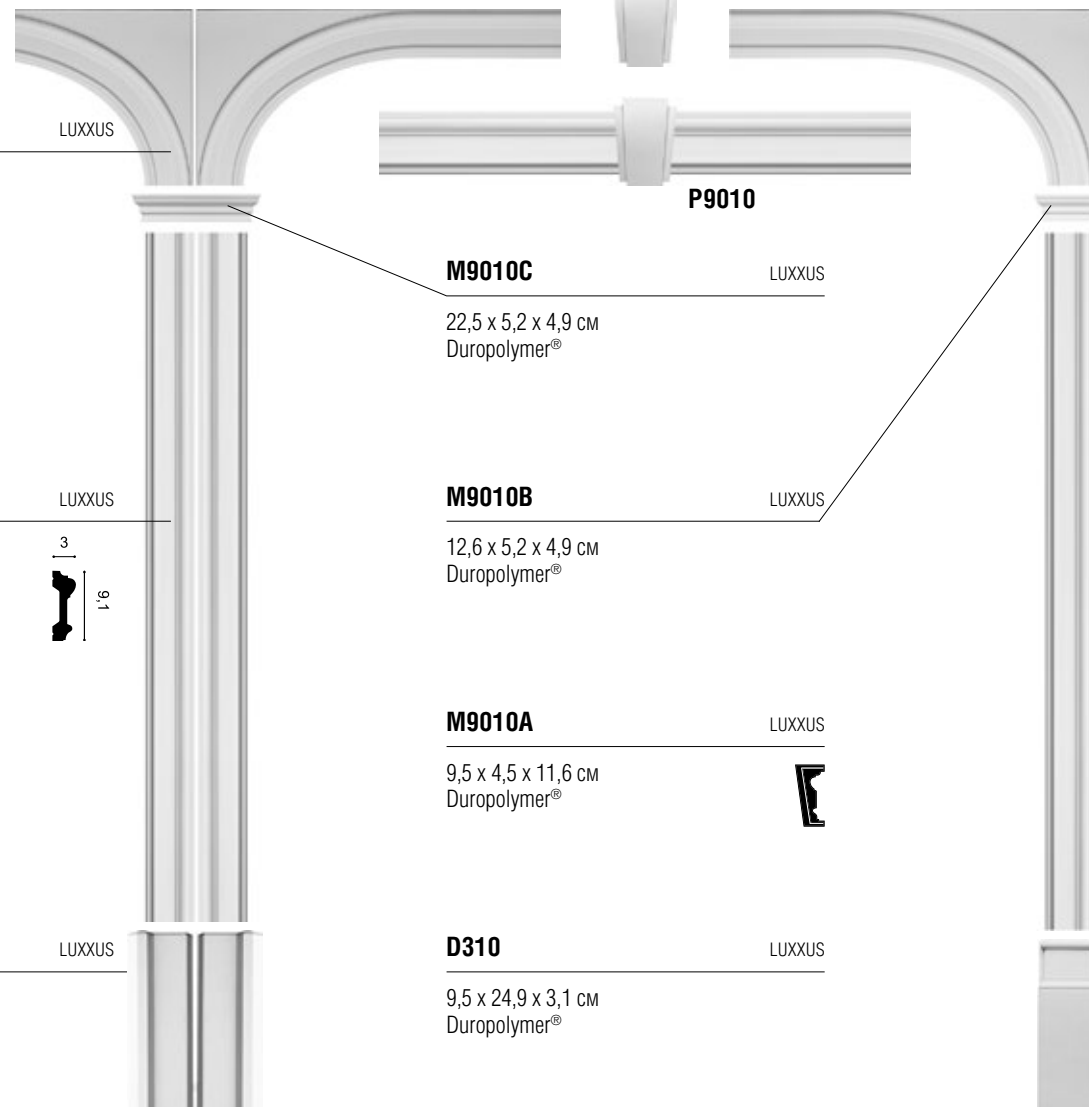 LUXXUS
P9010
M9010C LUXXUS
22,5 x 5,2 x 4,9 см
Duropolymer®
LUXXUS
3
9,1
M9010B LUXXUS
12,6 x 5,2 x 4,9 см
Duropolymer®
M9010A LUXXUS
9,5 x 4,5 x 11,6 см
Duropolymer®
LUXXUS
D310 LUXXUS
9,5 x 24,9 x 3,1 см
Duropolymer®